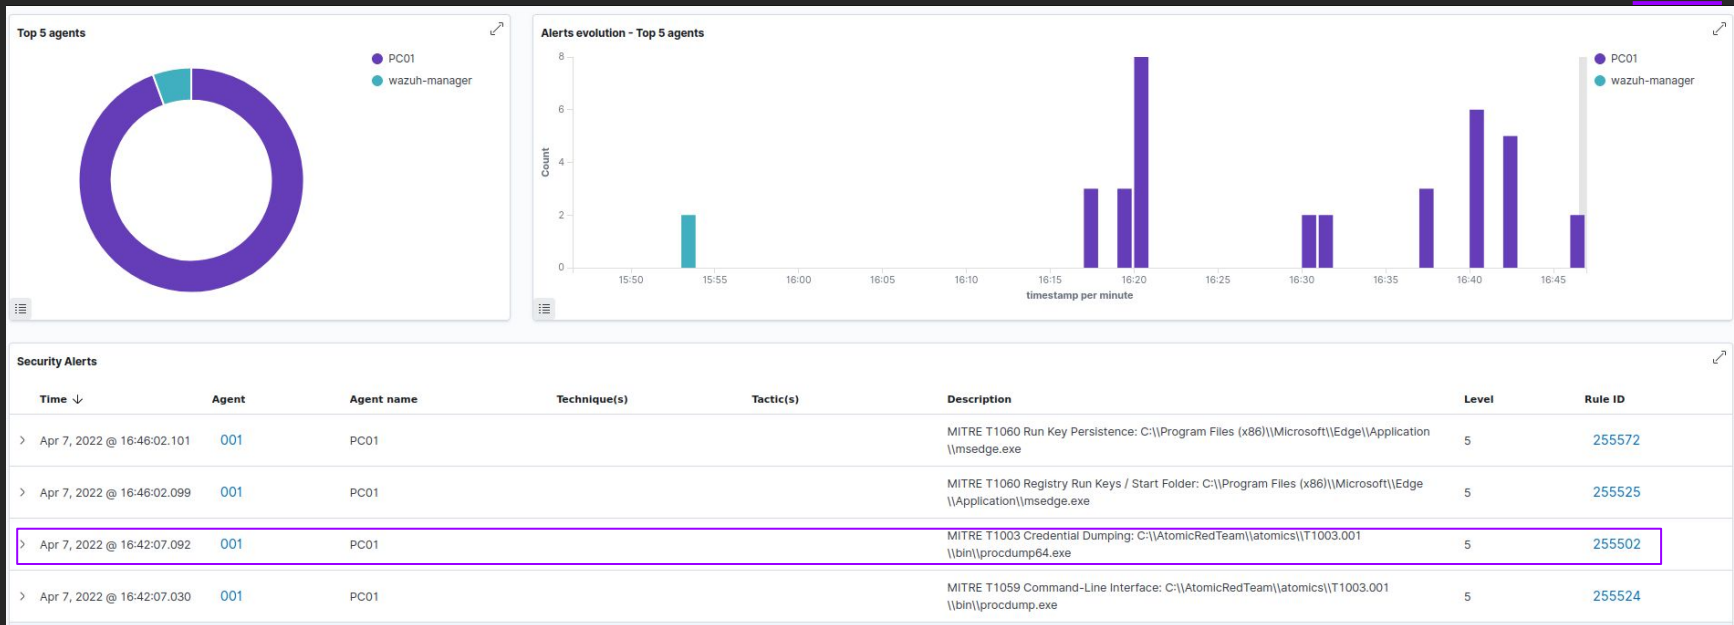 Top 5 agents
PC01
wazuh-manager
Alerts evolution - Top 5 agents
8
6
4
2
0
Count
15:50 15:55 16:00 16:05 16:10 16:15 16:20 16:25 16:30 16:35 16:40 16:45
timestamp per minute
PC01
wazuh-manager
Security Alerts
Time Agent Agent name Technique(s) Tactic(s) Description Level Rule ID
Apr 7, 2022 @ 16:46:02.101 001 PC01 MITRE T1060 Run Key Persistence: C:\\Program Files (x86)\\Microsoft\\Edge\\Application 5 255572
\\msedge.exe
Apr 7, 2022 @ 16:46:02.099 001 PC01 MITRE T1060 Registry Run Keys / Start Folder: C:\\Program Files (x86)\\Microsoft\\Edge 5 255525
\\Application\\msedge.exe
Apr 7, 2022 @ 16:42:07.092 001 PC01 MITRE T1003 Credential Dumping: C:\\AtomicRedTeam\\atomics\\T1003.001 5 255502
\\bin\\procdump64.exe
Apr 7, 2022 @ 16:42:07.030 001 PC01 MITRE T1059 Command-Line Interface: C:\\AtomicRedTeam\\atomics\\T1003.001 5 255524
\\bin\\procdump.exe